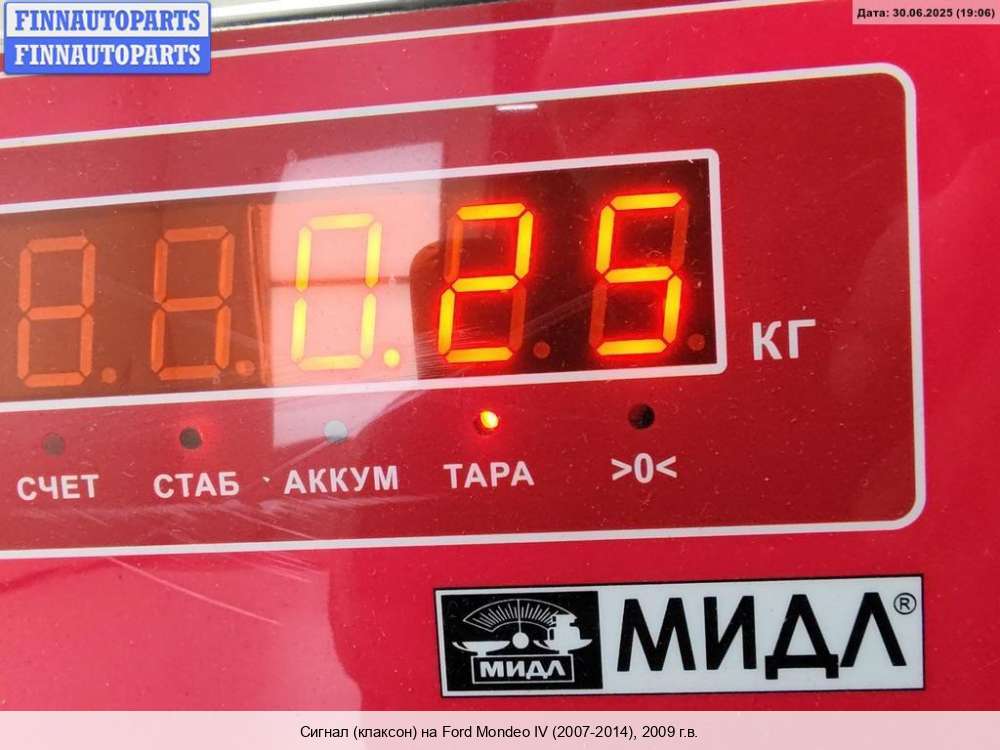 FINNAUTOPARTS
FINNAUTOPARTS
Дата: 30.06.2025 (19:06)
0.25
КГ
СЧЕТ СТАБ АККУМ ТАРА >0<
МИДЛ
МИДЛ®
Сигнал (клаксон) на Ford Mondeo IV (2007-2014), 2009 г.в.